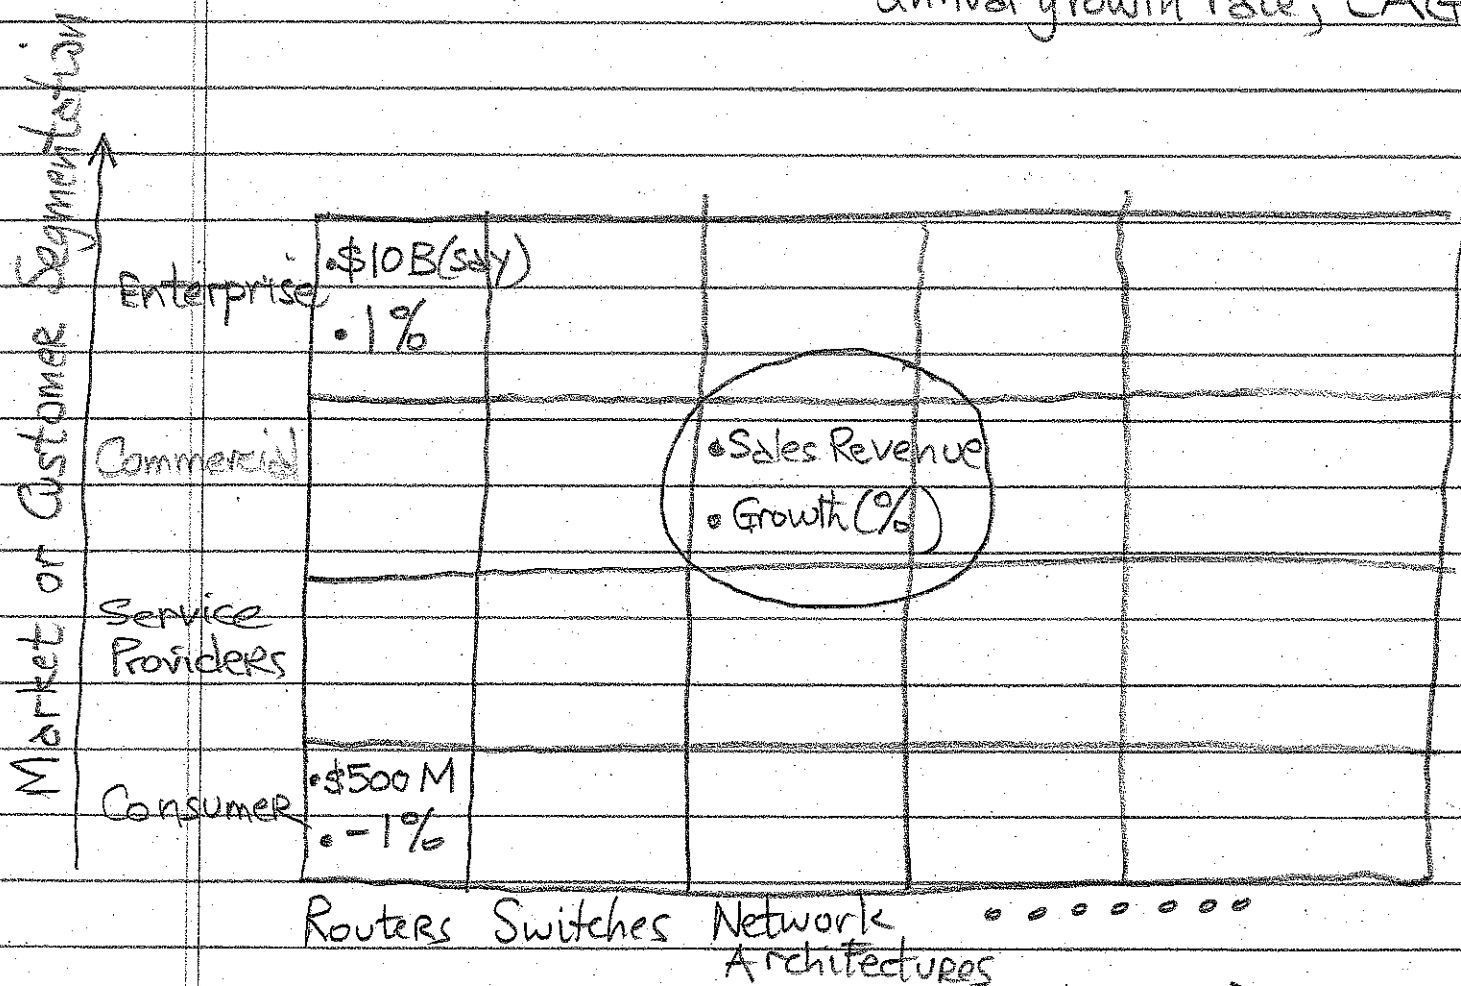 annual growth rate, CAG
Market or Customer Segmentation
Enterprise
•$10B(say)
•1%
Commercial
•Sales Revenue
•Growth(%)
Service
Providers
Consumer
•$500M
•-1%
Routers Switches Network
Architectures